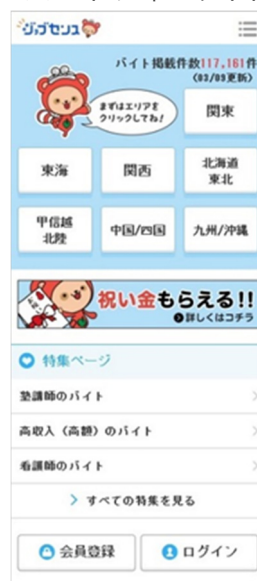 ジョブセンス
バイト掲載件数117,161件
(03/09更新)
まずはエリアを
クリックしてね!
関東
東海
関西
北海道
東北
甲信越
北陸
中国/四国
九州/沖縄
祝い金もらえる!!
詳しくはコチラ
特集ページ
塾講師のバイト
高収入（高額）のバイト
看護師のバイト
すべての特集を見る
会員登録
ログイン